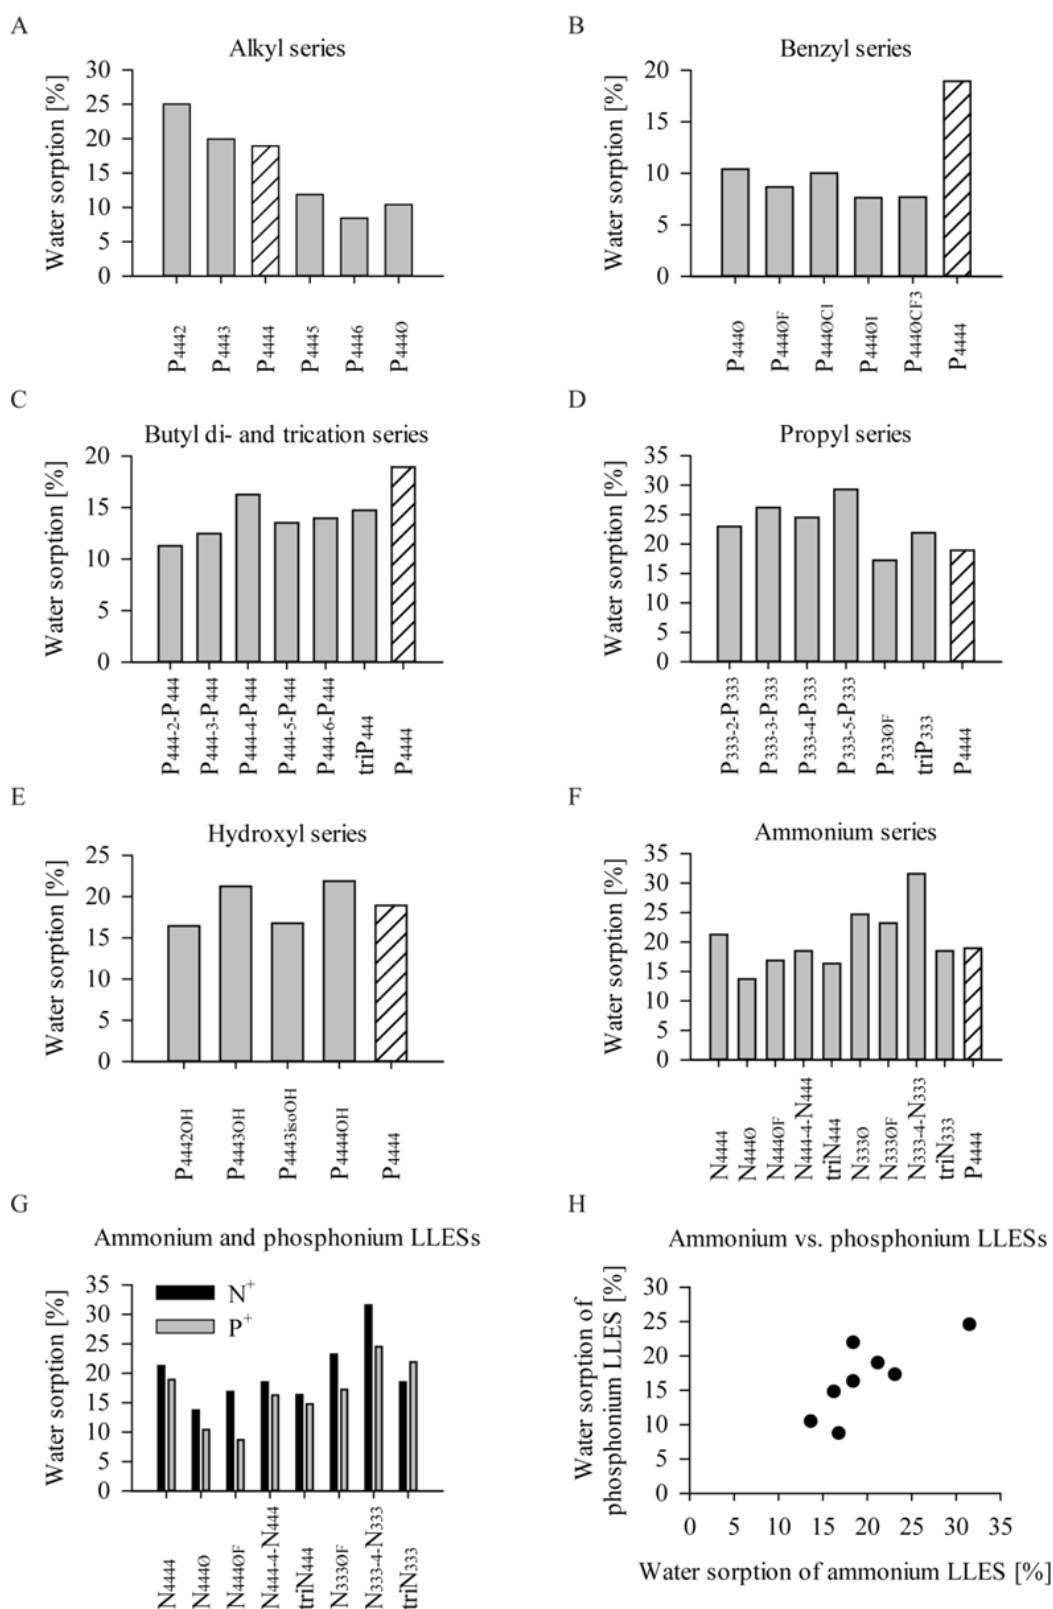 A
Alkyl series
Water sorption [%]
30
25
20
15
10
5
0
P4442
P4443
P4444
P4445
P4446
P444Ø
B
Benzyl series
Water sorption [%]
20
15
10
5
0
P444Ø
P444ØF
P444ØCl
P444ØI
P444ØCF3
P4444
C
Butyl di- and trication series
Water sorption [%]
20
15
10
5
0
P444-2-P444
P444-3-P444
P444-4-P444
P444-5-P444
P444-6-P444
triP444
P4444
D
Propyl series
Water sorption [%]
35
30
25
20
15
10
5
0
P333-2-P333
P333-3-P333
P333-4-P333
P333-5-P333
P333ØF
triP333
P4444
E
Hydroxyl series
Water sorption [%]
25
20
15
10
5
0
P4442OH
P4443OH
P4443isoOH
P4444OH
P4444
F
Ammonium series
Water sorption [%]
35
30
25
20
15
10
5
0
N4444
N444Ø
N444ØF
N444-4-N444
triN444
N333Ø
N333ØF
N333-4-N333
triN333
P4444
G
Ammonium and phosphonium LLESs
Water sorption [%]
35
30
25
20
15
10
5
0
N+
P+
N4444
N444Ø
N444ØF
N444-4-N444
triN444
N333ØF
N333-4-N333
triN333
H
Ammonium vs. phosphonium LLESs
Water sorption of
phosphonium LLES [%]
30
25
20
15
10
5
0
0 5 10 15 20 25 30 35
Water sorption of ammonium LLES [%]